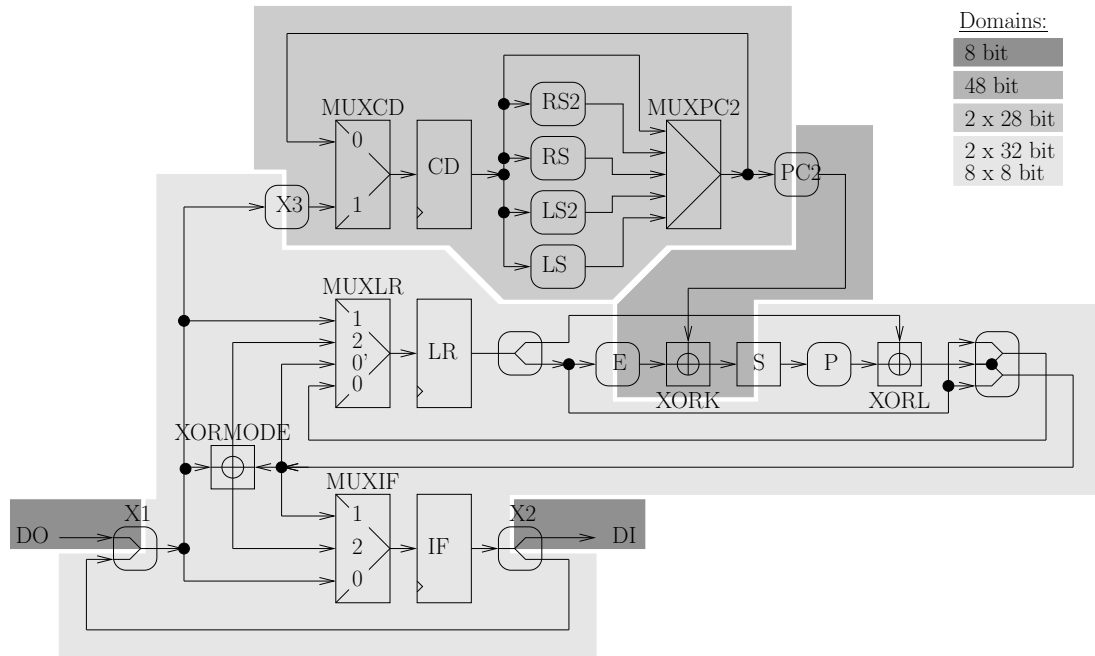 Domains:
8 bit
48 bit
2 x 28 bit
2 x 32 bit
8 x 8 bit
MUXCD
0
1
CD
RS2
RS
LS2
LS
MUXPC2
PC2
X3
MUXLR
1
2
0'
0
LR
E
XORK
S
P
XORL
XORMODE
MUXIF
1
2
0
IF
X1
DO
X2
DI